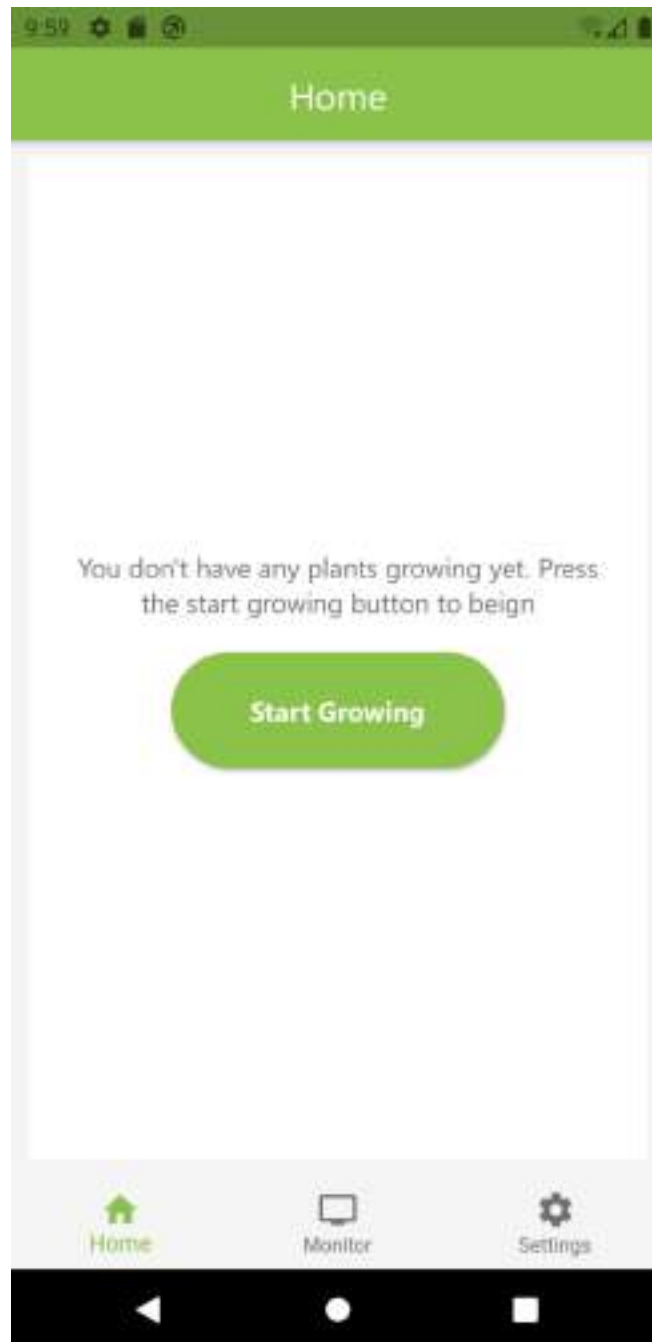 9:59
Home
You don't have any plants growing yet. Press
the start growing button to beign
Start Growing
Home
Monitor
Settings